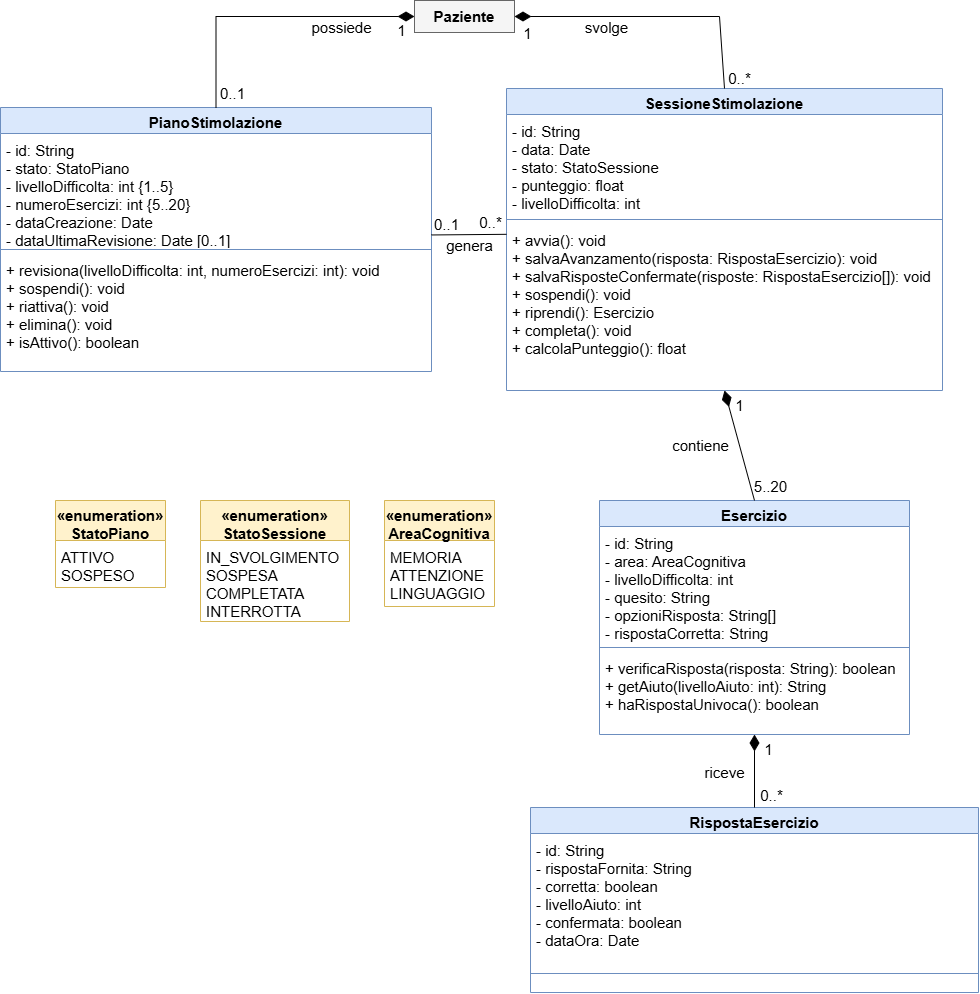 Paziente
possiede
1
1
svolge
0..1
0..*
PianoStimolazione
- id: String
- stato: StatoPiano
- livelloDifficolta: int {1..5}
- numeroEsercizi: int {5..20}
- dataCreazione: Date
- dataUltimaRevisione: Date [0..1]
+ revisiona(livelloDifficolta: int, numeroEsercizi: int): void
+ sospendi(): void
+ riattiva(): void
+ elimina(): void
+ isAttivo(): boolean
0..1
0..*
genera
SessioneStimolazione
- id: String
- data: Date
- stato: StatoSessione
- punteggio: float
- livelloDifficolta: int
+ avvia(): void
+ salvaAvanzamento(risposta: RispostaEsercizio): void
+ salvaRisposteConfermate(risposte: RispostaEsercizio[]): void
+ sospendi(): void
+ riprendi(): Esercizio
+ completa(): void
+ calcolaPunteggio(): float
1
contiene
5..20
«enumeration»
StatoPiano
ATTIVO
SOSPESO
«enumeration»
StatoSessione
IN_SVOLGIMENTO
SOSPESA
COMPLETATA
INTERROTTA
«enumeration»
AreaCognitiva
MEMORIA
ATTENZIONE
LINGUAGGIO
Esercizio
- id: String
- area: AreaCognitiva
- livelloDifficolta: int
- quesito: String
- opzioniRisposta: String[]
- rispostaCorretta: String
+ verificaRisposta(risposta: String): boolean
+ getAiuto(livelloAiuto: int): String
+ haRispostaUnivoca(): boolean
1
riceve
0..*
RispostaEsercizio
- id: String
- rispostaFornita: String
- corretta: boolean
- livelloAiuto: int
- confermata: boolean
- dataOra: Date